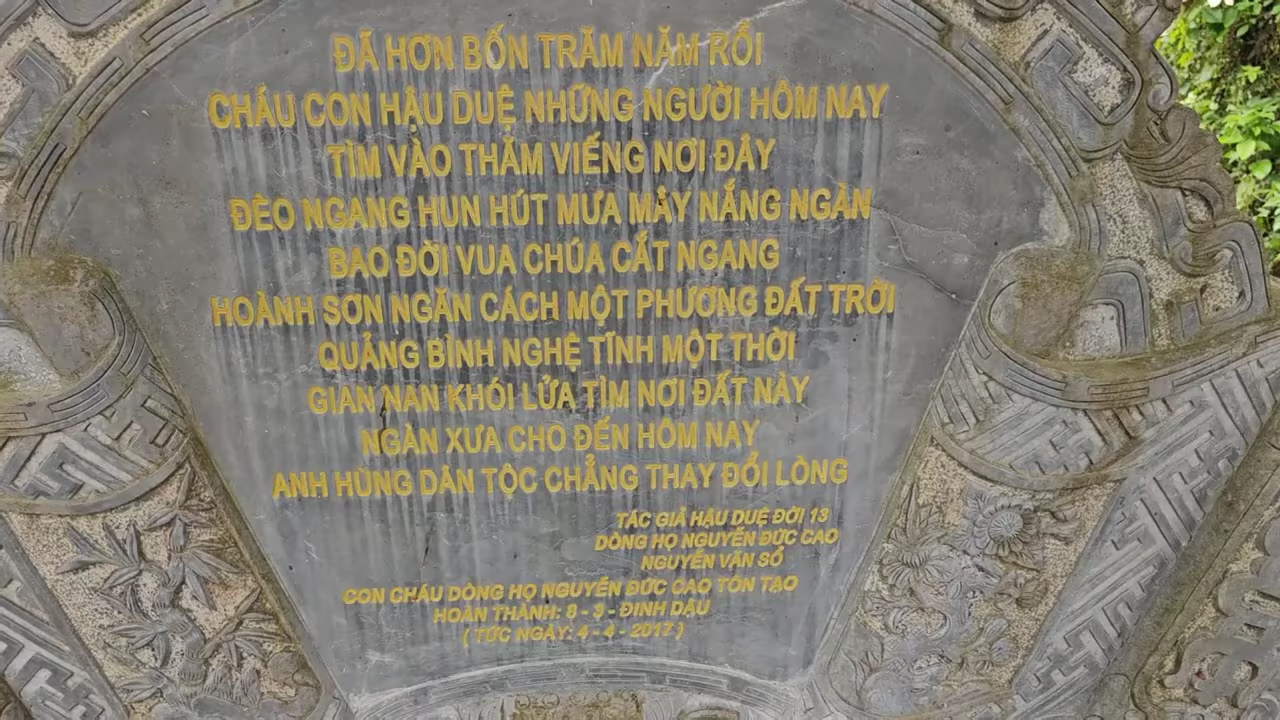 ĐÃ HƠN BỐN TRĂM NĂM RỒI
CHÁU CON HẬU DUỆ NHỮNG NGƯỜI HÔM NAY
TÌM VÀO THĂM VIẾNG NƠI ĐÂY
ĐÈO NGANG HUN HÚT MƯA MÂY NẮNG NGÀN
BAO ĐỜI VUA CHÚA CẮT NGANG
HOÀNH SƠN NGĂN CÁCH MỘT PHƯƠNG ĐẤT TRỜI
QUẢNG BÌNH NGHỆ TĨNH MỘT THỜI
GIAN NAN KHÓI LỬA TÌM NƠI ĐẤT NÀY
NGÀN XƯA CHO ĐẾN HÔM NAY
ANH HÙNG DÂN TỘC CHẲNG THAY ĐỔI LÒNG
TÁC GIẢ HẬU DUỆ ĐỜI 13
DÒNG HỌ NGUYỄN ĐỨC CAO
NGUYỄN VĂN SỔ
CON CHÁU DÒNG HỌ NGUYỄN ĐỨC CAO TÔN TẠO
HOÀN THÀNH: 8 - 3 - ĐINH DẬU
( TỨC NGÀY: 4 - 4 - 2017 )